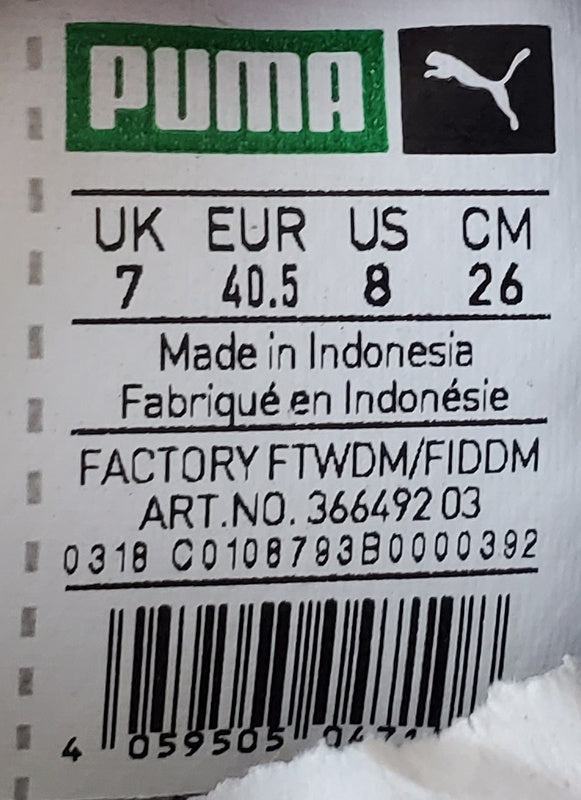 PUMA
UK EUR US CM
7 40.5 8 26
Made in Indonesia
Fabriqué en Indonésie
FACTORY FTWDM/FIDDM
ART.NO. 366492 03
0318 C0108793B0000392
4 059505